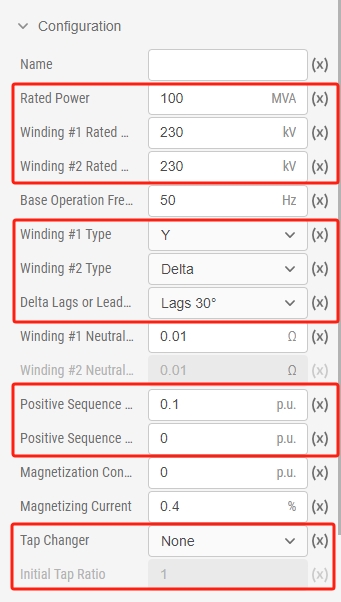 Configuration
Name (x)
Rated Power 100 MVA (x)
Winding #1 Rated ... 230 kV (x)
Winding #2 Rated ... 230 kV (x)
Base Operation Fre... 50 Hz (x)
Winding #1 Type Y (x)
Winding #2 Type Delta (x)
Delta Lags or Lead... Lags 30° (x)
Winding #1 Neutral... 0.01 Ω (x)
Winding #2 Neutral... 0.01 Ω (x)
Positive Sequence ... 0.1 p.u. (x)
Positive Sequence ... 0 p.u. (x)
Magnetization Con... 0 p.u. (x)
Magnetizing Current 0.4 % (x)
Tap Changer None (x)
Initial Tap Ratio 1 (x)